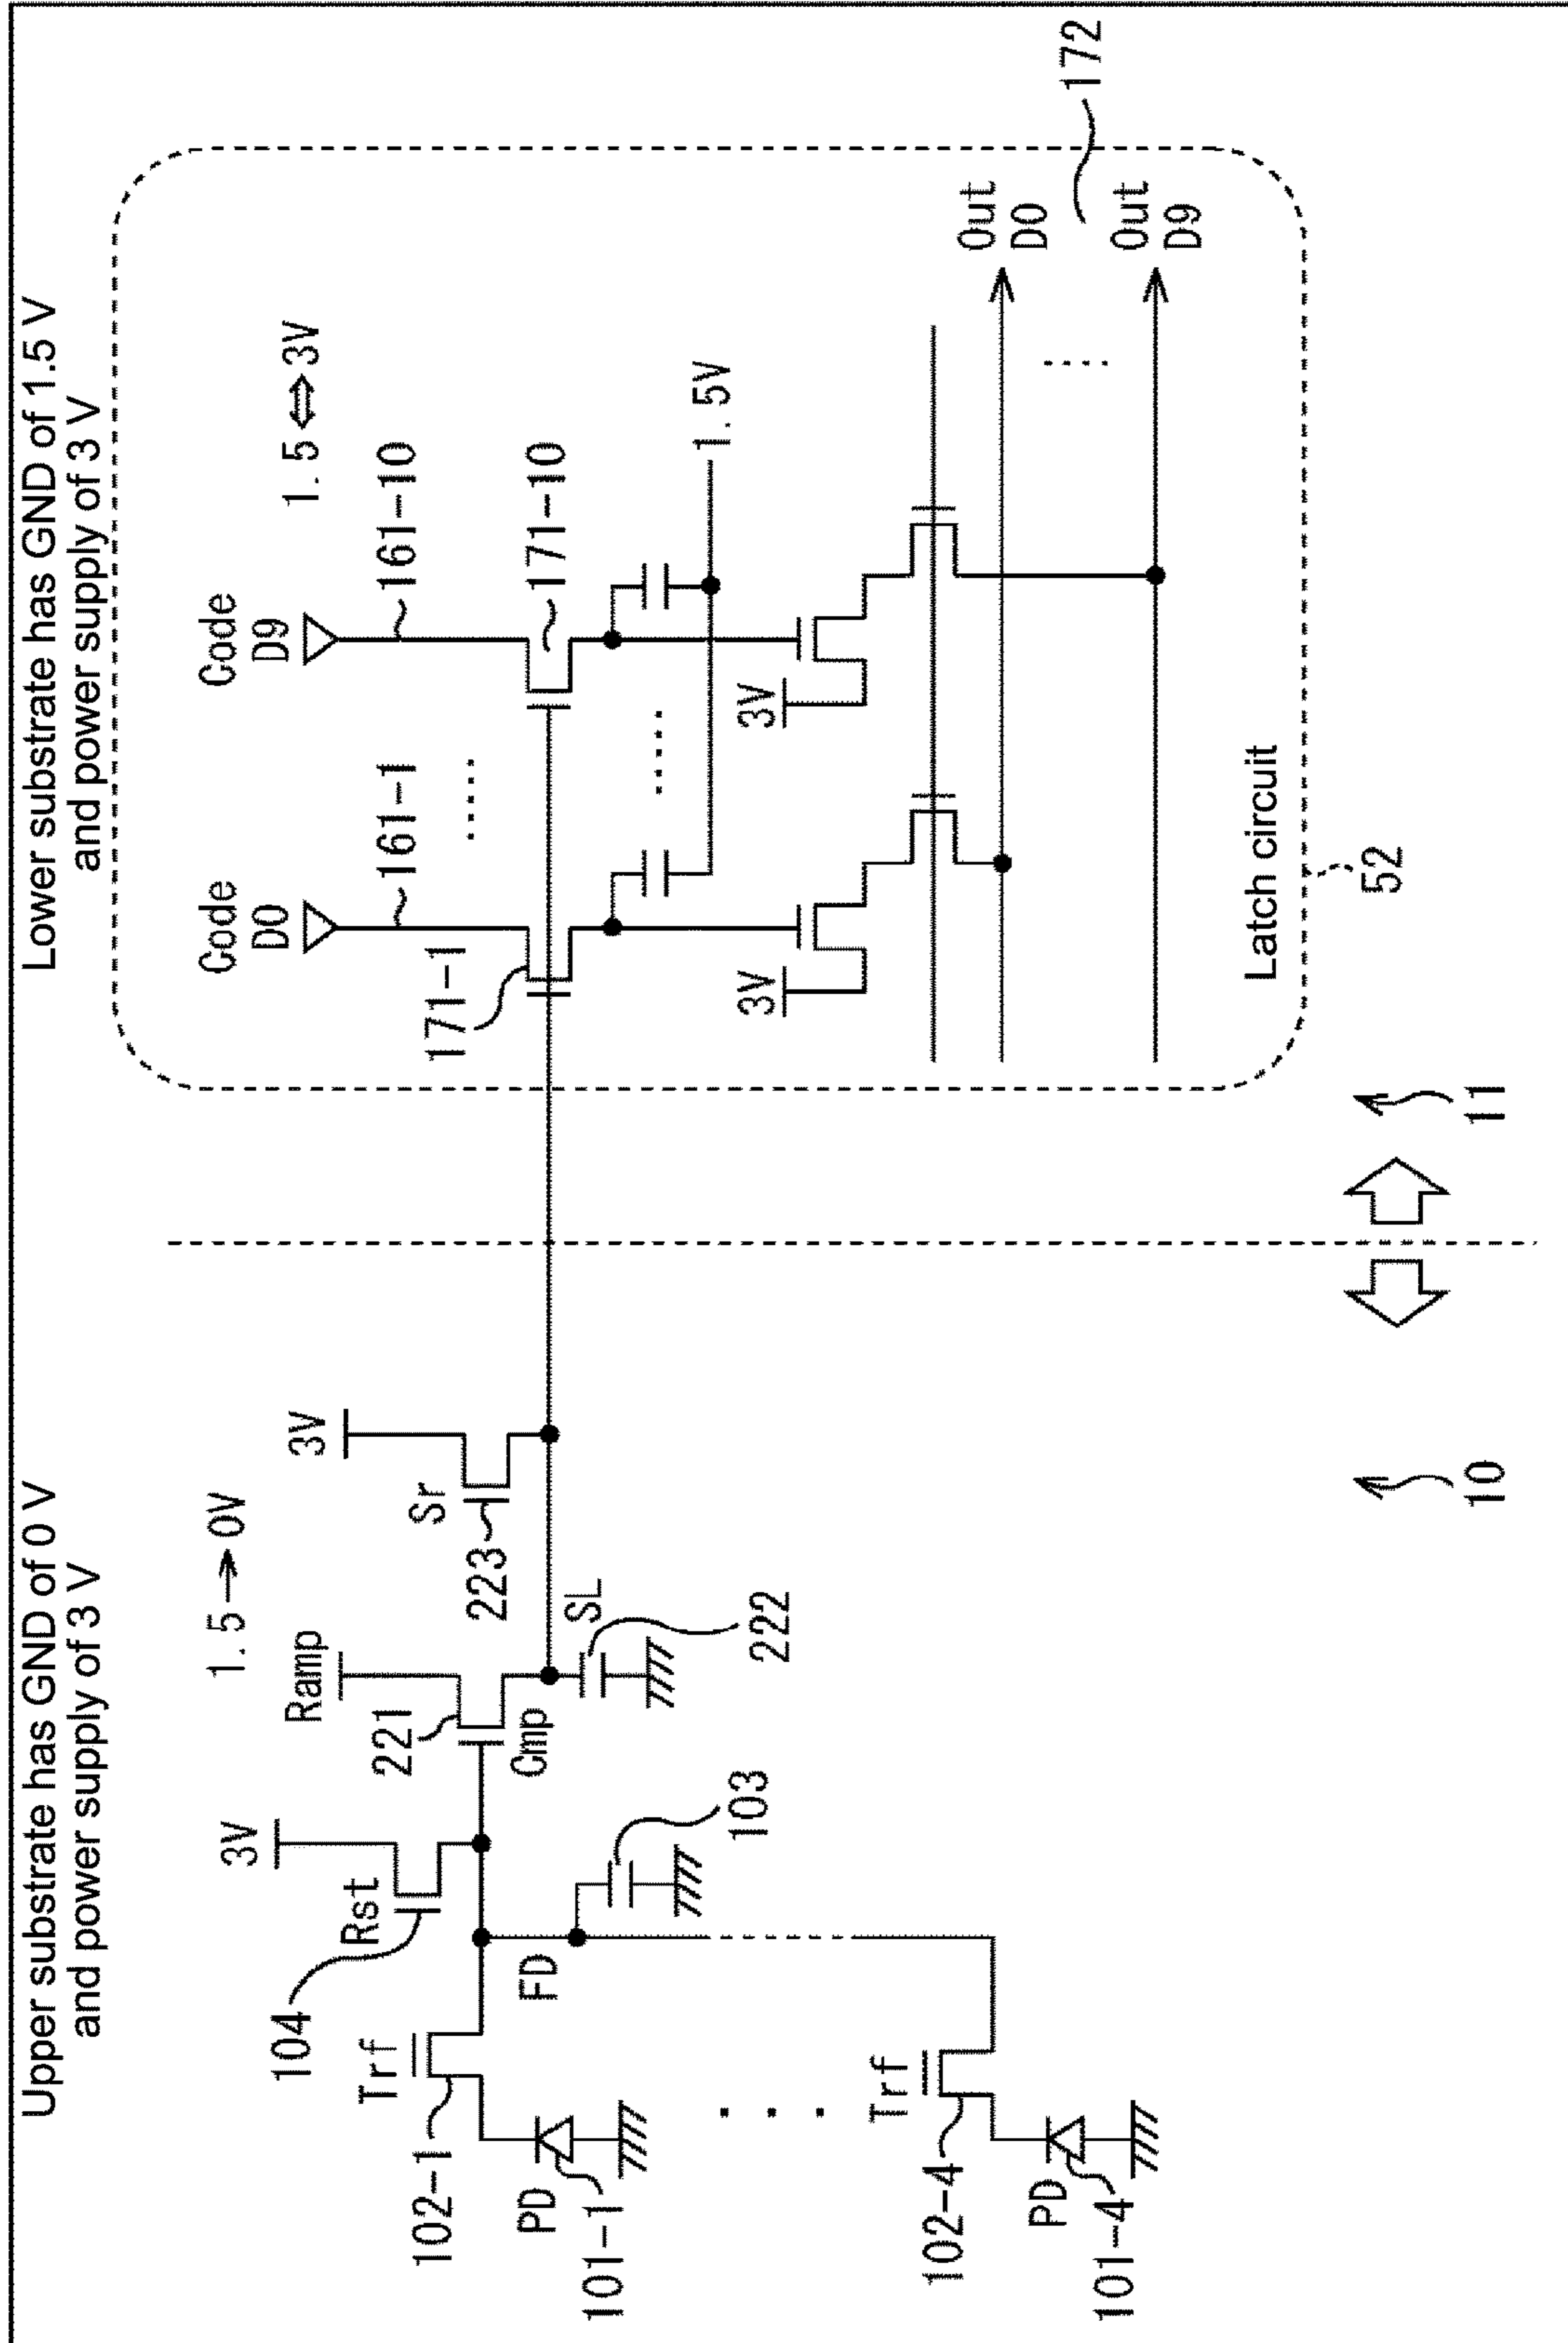 Upper substrate has GND of 0 V
and power supply of 3 V
Lower substrate has GND of 1.5 V
and power supply of 3 V
1.5→0V
Ramp
3V
3V
104
Rst
221
Sr
223
Cmp
SL
222
Trf
102-1
FD
103
PD
101-1
. . .
Trf
102-4
PD
101-4
10
11
Code
D0
Code
D9
1.5⇔3V
161-1
.....
161-10
171-1
171-10
.....
1.5V
3V
3V
Out
D0
....
Out
D9
172
Latch circuit
52